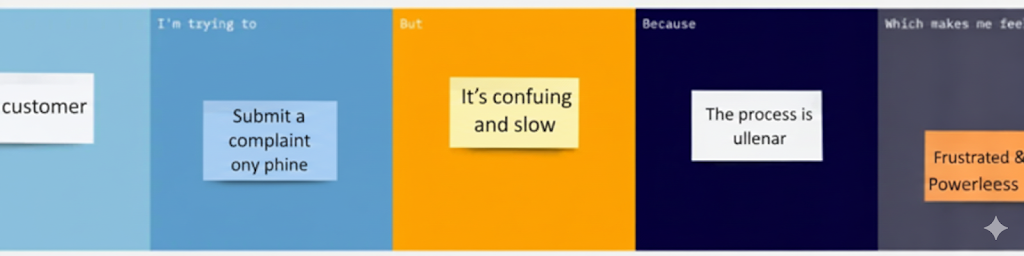 customer
I'm trying to
Submit a
complaint
ony phine
But
It's confuing
and slow
Because
The process is
ullenar
Which makes me fee
Frustrated &
Powerleess